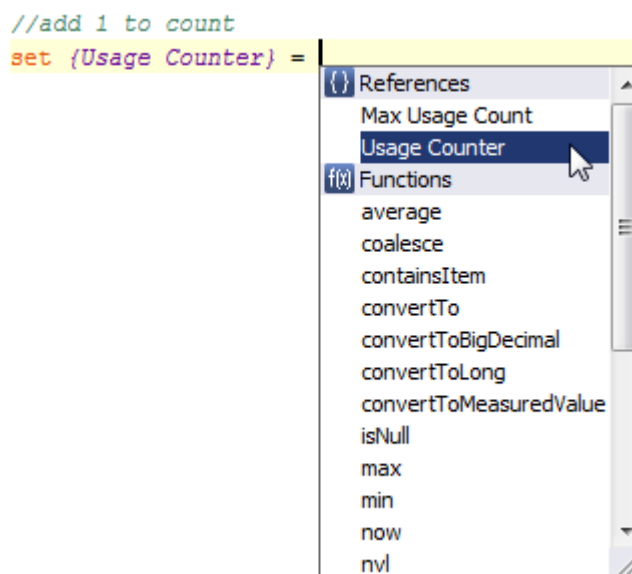 //add 1 to count
set {Usage Counter} =
{} References
Max Usage Count
Usage Counter
f(x) Functions
average
coalesce
containsItem
convertTo
convertToBigDecimal
convertToLong
convertToMeasuredValue
isNull
max
min
now
nvl